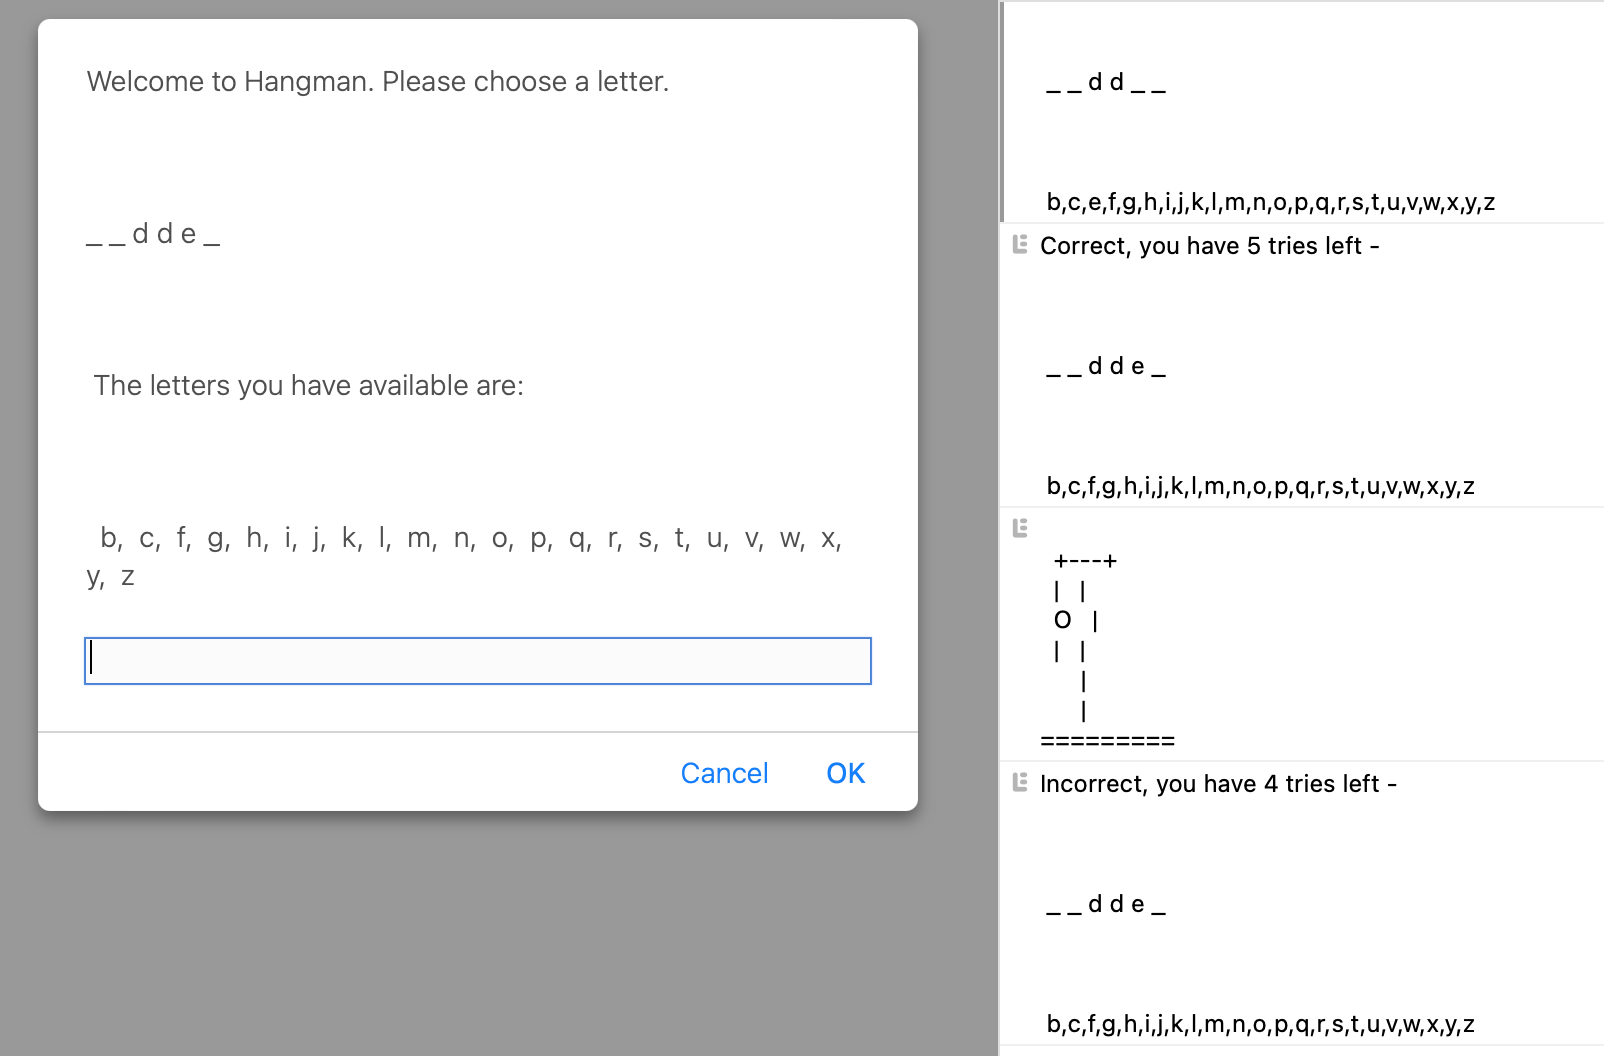 Welcome to Hangman. Please choose a letter.
_ _ d d e _
The letters you have available are:
b, c, f, g, h, i, j, k, l, m, n, o, p, q, r, s, t, u, v, w, x,
y, z
Cancel OK
_ _ d d _ _
b,c,e,f,g,h,i,j,k,l,m,n,o,p,q,r,s,t,u,v,w,x,y,z
Correct, you have 5 tries left -
_ _ d d e _
b,c,f,g,h,i,j,k,l,m,n,o,p,q,r,s,t,u,v,w,x,y,z
+---+
| |
O |
| |
|
|
=========
Incorrect, you have 4 tries left -
_ _ d d e _
b,c,f,g,h,i,j,k,l,m,n,o,p,q,r,s,t,u,v,w,x,y,z